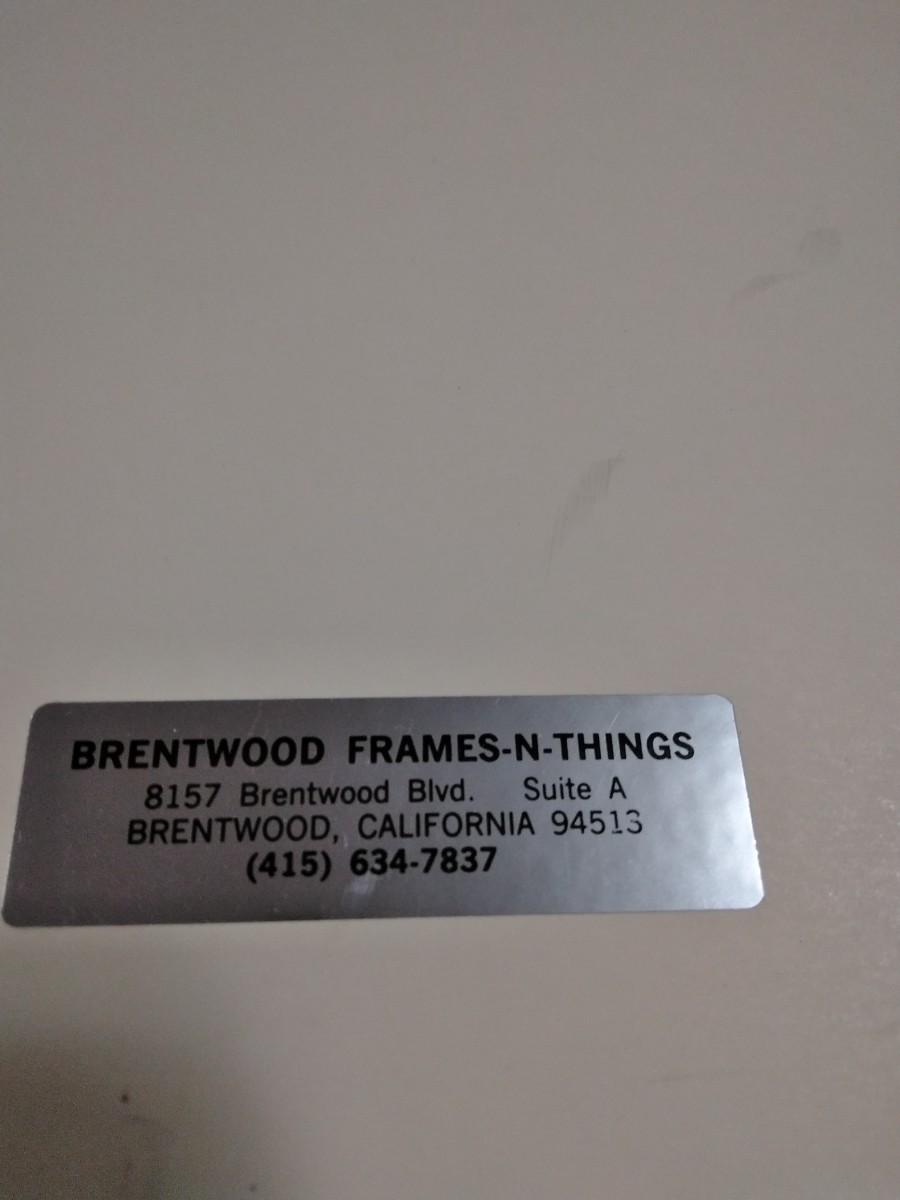 BRENTWOOD FRAMES-N-THINGS
8157 Brentwood Blvd. Suite A
BRENTWOOD, CALIFORNIA 94513
(415) 634-7837